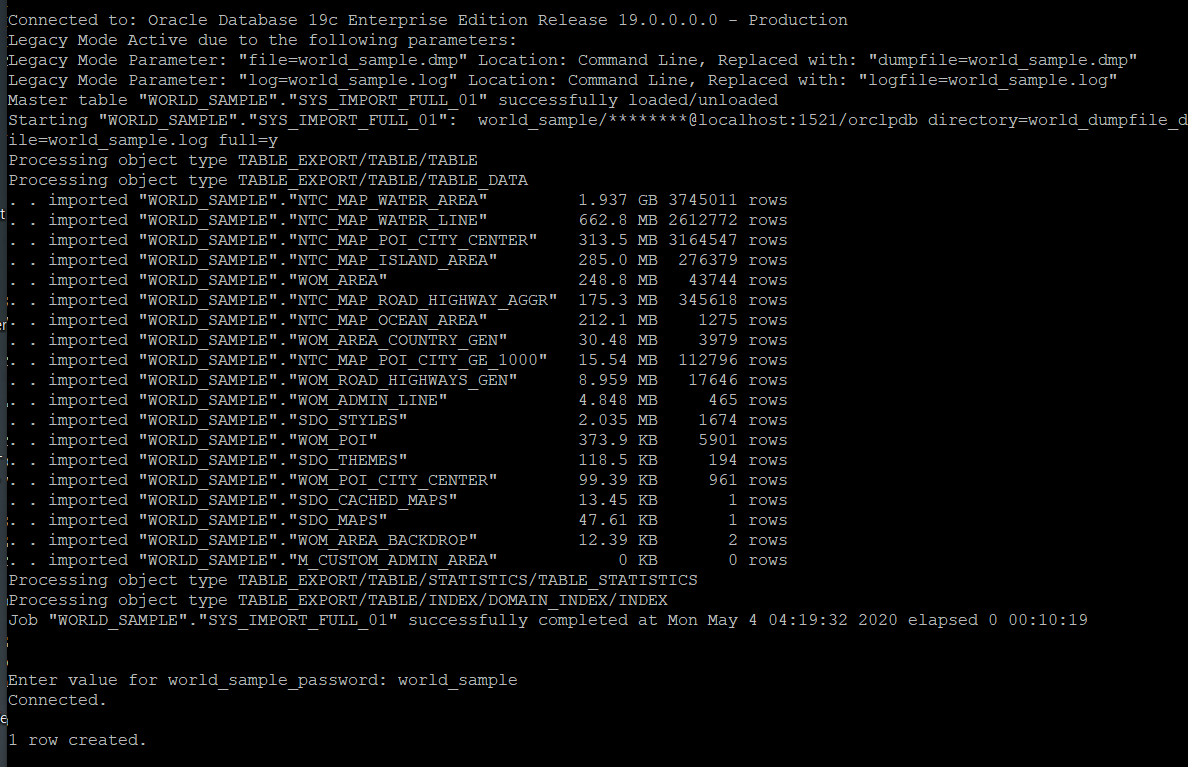 Connected to: Oracle Database 19c Enterprise Edition Release 19.0.0.0.0 - Production
Legacy Mode Active due to the following parameters:
Legacy Mode Parameter: "file=world_sample.dmp" Location: Command Line, Replaced with: "dumpfile=world_sample.dmp"
Legacy Mode Parameter: "log=world_sample.log" Location: Command Line, Replaced with: "logfile=world_sample.log"
Master table "WORLD_SAMPLE"."SYS_IMPORT_FULL_01" successfully loaded/unloaded
Starting "WORLD_SAMPLE"."SYS_IMPORT_FULL_01":  world_sample/********@localhost:1521/orclpdb directory=world_dumpfile_d
ile=world_sample.log full=y
Processing object type TABLE_EXPORT/TABLE/TABLE
Processing object type TABLE_EXPORT/TABLE/TABLE_DATA
. . imported "WORLD_SAMPLE"."NTC_MAP_WATER_AREA"         1.937 GB 3745011 rows
. . imported "WORLD_SAMPLE"."NTC_MAP_WATER_LINE"         662.8 MB 2612772 rows
. . imported "WORLD_SAMPLE"."NTC_MAP_POI_CITY_CENTER"    313.5 MB 3164547 rows
. . imported "WORLD_SAMPLE"."NTC_MAP_ISLAND_AREA"        285.0 MB  276379 rows
. . imported "WORLD_SAMPLE"."WOM_AREA"                   248.8 MB   43744 rows
. . imported "WORLD_SAMPLE"."NTC_MAP_ROAD_HIGHWAY_AGGR"  175.3 MB  345618 rows
. . imported "WORLD_SAMPLE"."NTC_MAP_OCEAN_AREA"         212.1 MB    1275 rows
. . imported "WORLD_SAMPLE"."WOM_AREA_COUNTRY_GEN"       30.48 MB    3979 rows
. . imported "WORLD_SAMPLE"."NTC_MAP_POI_CITY_GE_1000"   15.54 MB  112796 rows
. . imported "WORLD_SAMPLE"."WOM_ROAD_HIGHWAYS_GEN"      8.959 MB   17646 rows
. . imported "WORLD_SAMPLE"."WOM_ADMIN_LINE"             4.848 MB     465 rows
. . imported "WORLD_SAMPLE"."SDO_STYLES"                 2.035 MB    1674 rows
. . imported "WORLD_SAMPLE"."WOM_POI"                    373.9 KB    5901 rows
. . imported "WORLD_SAMPLE"."SDO_THEMES"                 118.5 KB     194 rows
. . imported "WORLD_SAMPLE"."WOM_POI_CITY_CENTER"        99.39 KB     961 rows
. . imported "WORLD_SAMPLE"."SDO_CACHED_MAPS"            13.45 KB       1 rows
. . imported "WORLD_SAMPLE"."SDO_MAPS"                   47.61 KB       1 rows
. . imported "WORLD_SAMPLE"."WOM_AREA_BACKDROP"          12.39 KB       2 rows
. . imported "WORLD_SAMPLE"."M_CUSTOM_ADMIN_AREA"            0 KB       0 rows
Processing object type TABLE_EXPORT/TABLE/STATISTICS/TABLE_STATISTICS
Processing object type TABLE_EXPORT/TABLE/INDEX/DOMAIN_INDEX/INDEX
Job "WORLD_SAMPLE"."SYS_IMPORT_FULL_01" successfully completed at Mon May 4 04:19:32 2020 elapsed 0 00:10:19
Enter value for world_sample_password: world_sample
Connected.
1 row created.